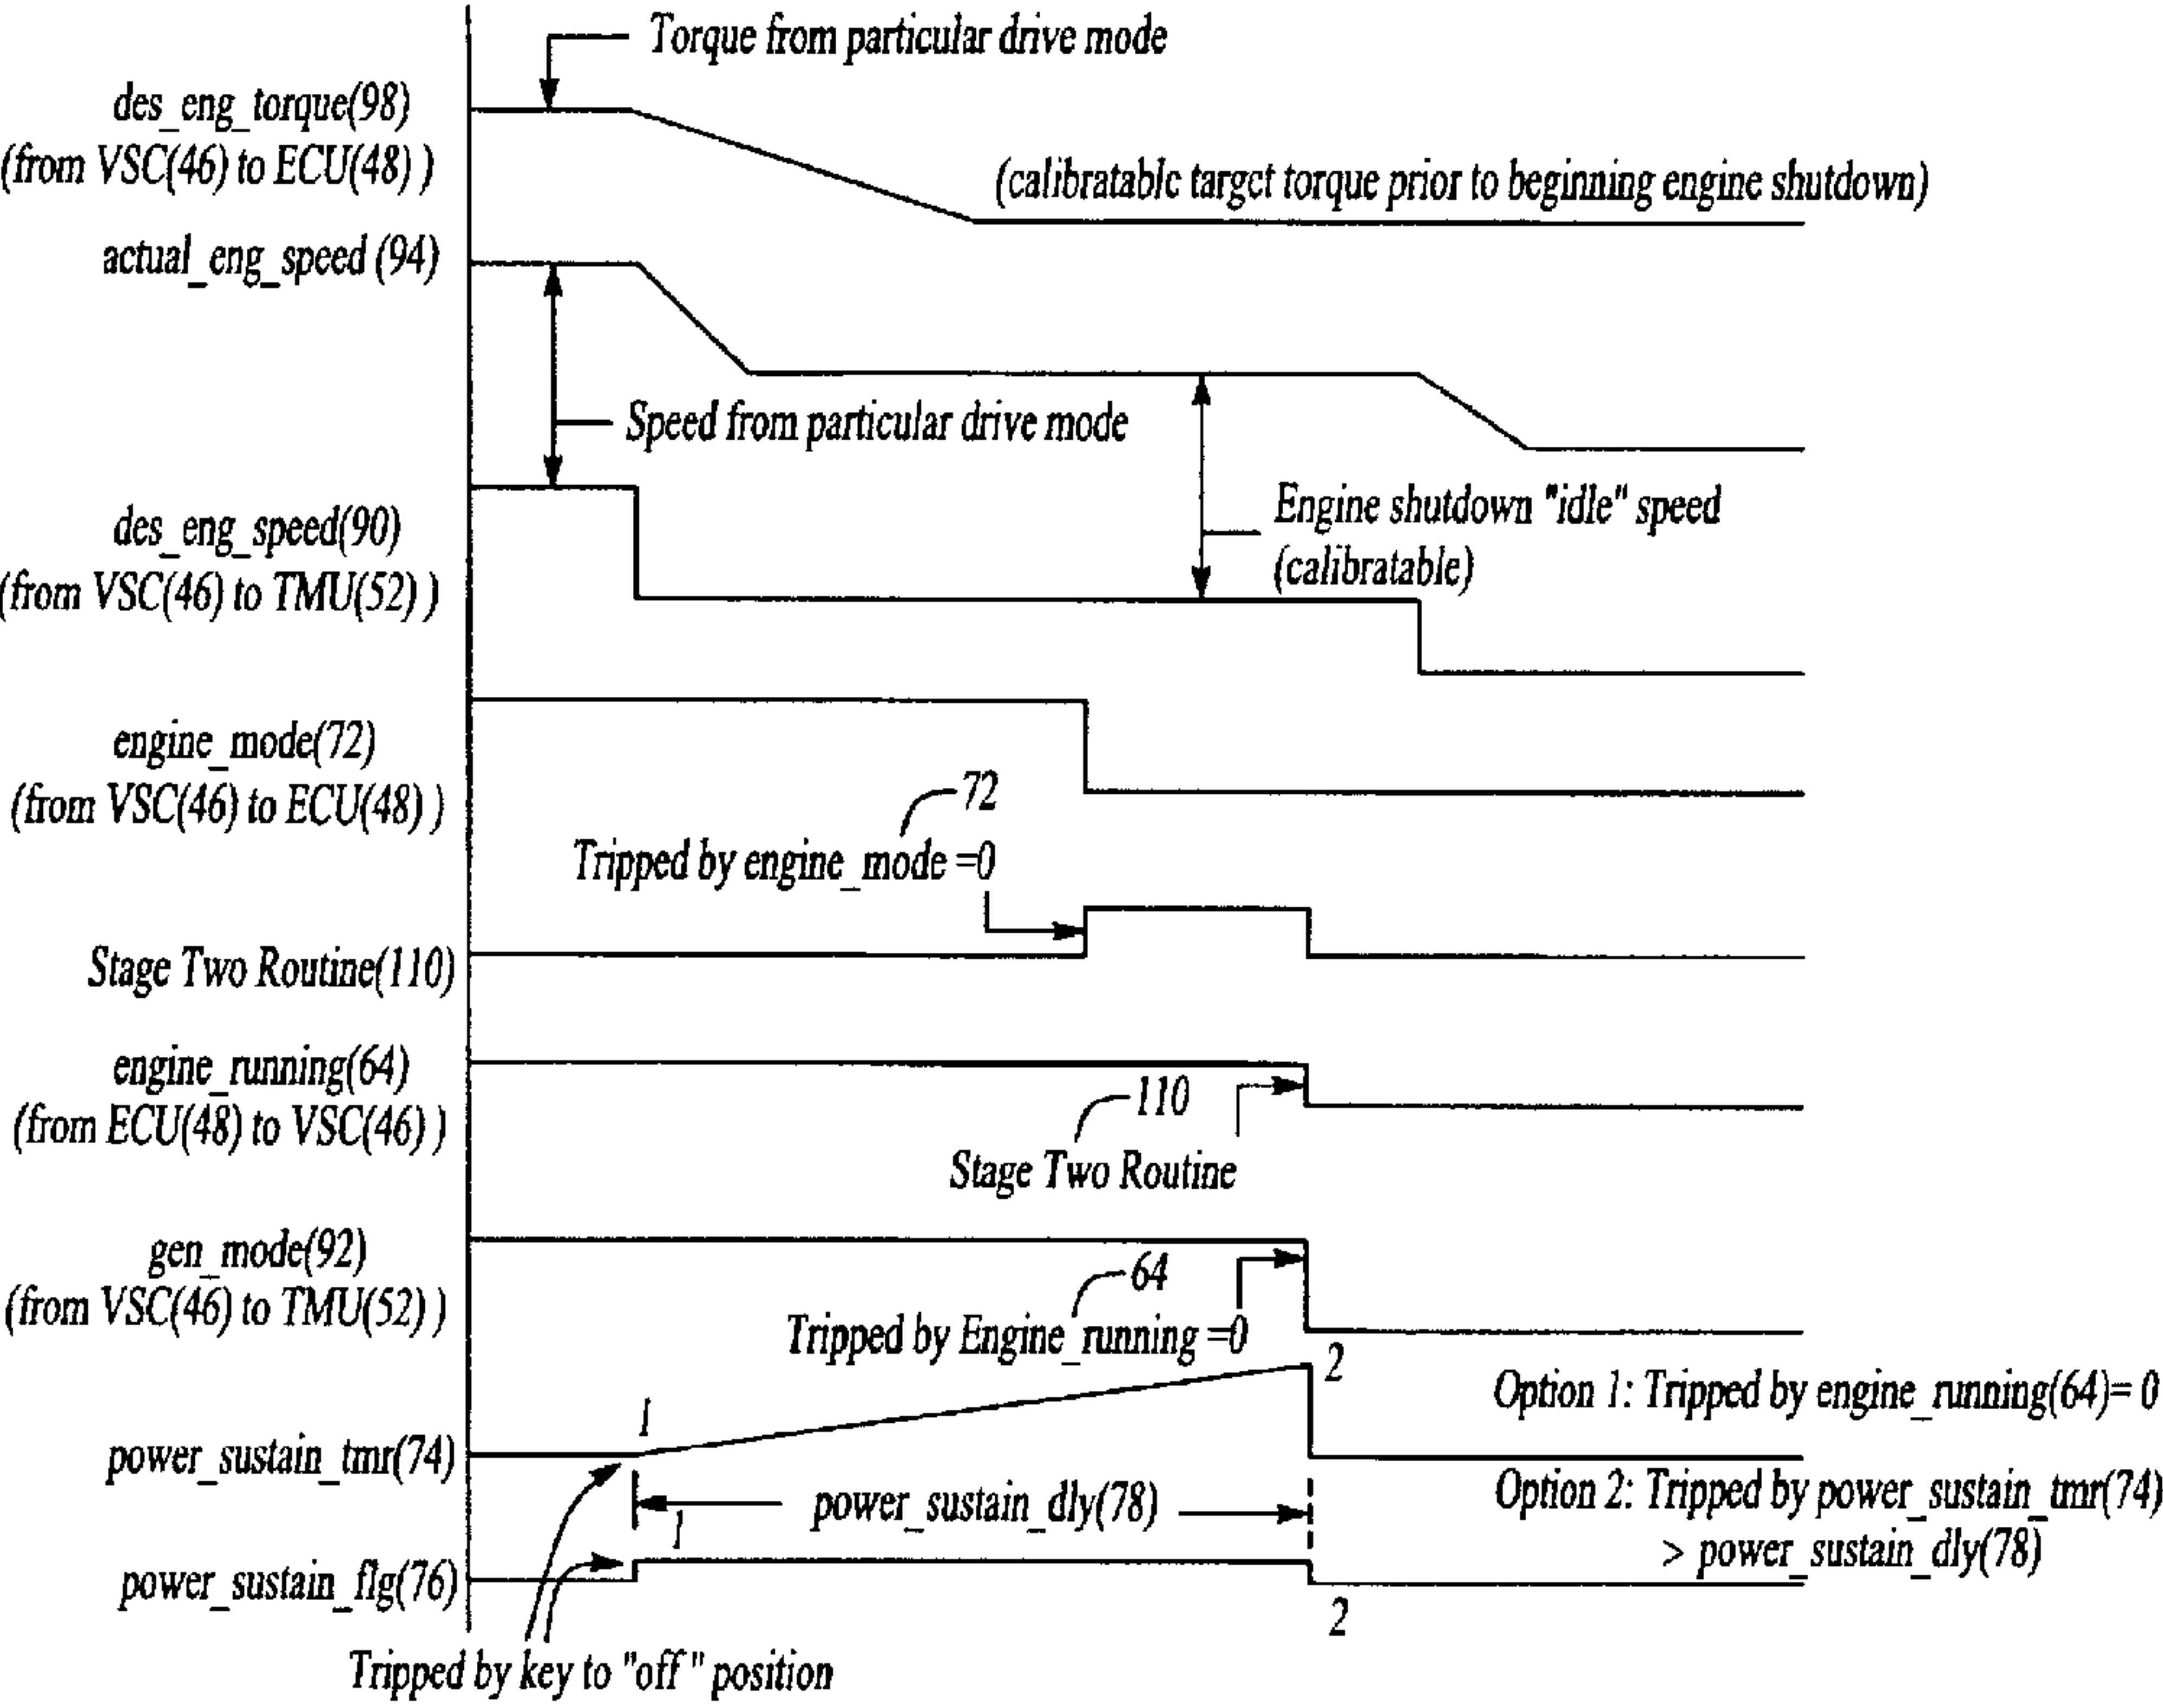 Torque from particular drive mode
des_eng_torque(98)
(from VSC(46) to ECU(48) )
(calibratable target torque prior to beginning engine shutdown)
actual_eng_speed (94)
Speed from particular drive mode
Engine shutdown "idle" speed
(calibratable)
des_eng_speed(90)
(from VSC(46) to TMU(52) )
engine_mode(72)
(from VSC(46) to ECU(48) )
72
Tripped by engine_mode =0
Stage Two Routine(110)
engine_running(64)
(from ECU(48) to VSC(46) )
110
Stage Two Routine
gen_mode(92)
(from VSC(46) to TMU(52) )
64
Tripped by Engine_running =0
2
Option 1: Tripped by engine_running(64)= 0
1
power_sustain_tmr(74)
Option 2: Tripped by power_sustain_tmr(74)
> power_sustain_dly(78)
power_sustain_dly(78)
1
power_sustain_flg(76)
2
Tripped by key to "off " position